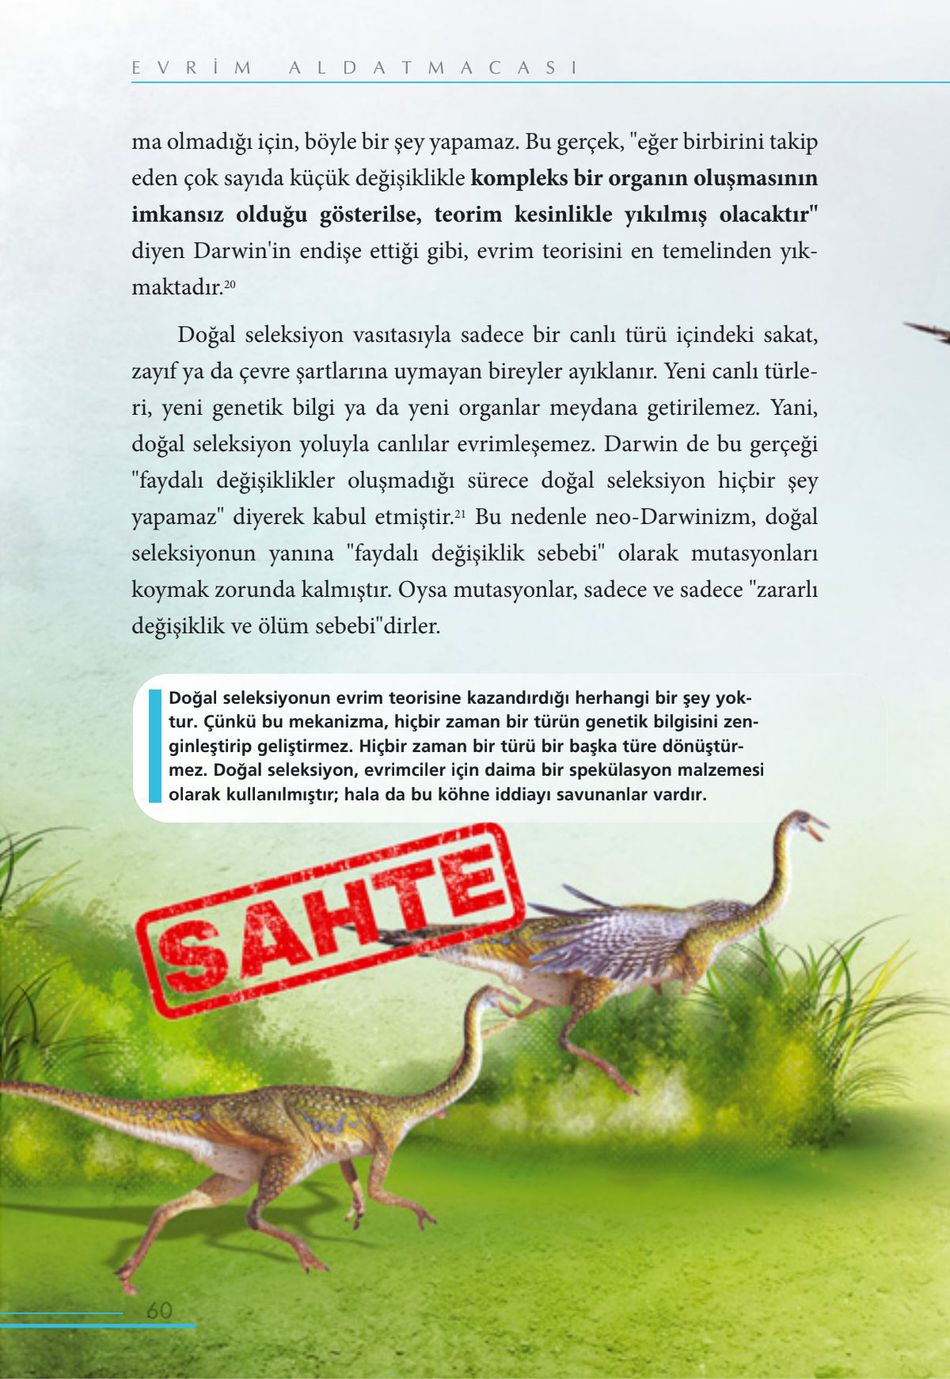 EVRİM ALDATMACASI
ma olmadığı için, böyle bir şey yapamaz. Bu gerçek, "eğer birbirini takip
eden çok sayıda küçük değişiklikle kompleks bir organın oluşmasının
imkansız olduğu gösterilse, teorim kesinlikle yıkılmış olacaktır"
diyen Darwin'in endişe ettiği gibi, evrim teorisini en temelinden yık-
maktadır.20
Doğal seleksiyon vasıtasıyla sadece bir canlı türü içindeki sakat,
zayıf ya da çevre şartlarına uymayan bireyler ayıklanır. Yeni canlı türle-
ri, yeni genetik bilgi ya da yeni organlar meydana getirilemez. Yani,
doğal seleksiyon yoluyla canlılar evrimleşemez. Darwin de bu gerçeği
"faydalı değişiklikler oluşmadığı sürece doğal seleksiyon hiçbir şey
yapamaz" diyerek kabul etmiştir.21 Bu nedenle neo-Darwinizm, doğal
seleksiyonun yanına "faydalı değişiklik sebebi" olarak mutasyonları
koymak zorunda kalmıştır. Oysa mutasyonlar, sadece ve sadece "zararlı
değişiklik ve ölüm sebebi"dirler.
Doğal seleksiyonun evrim teorisine kazandırdığı herhangi bir şey yok-
tur. Çünkü bu mekanizma, hiçbir zaman bir türün genetik bilgisini zen-
ginleştirip geliştirmez. Hiçbir zaman bir türü bir başka türe dönüştür-
mez. Doğal seleksiyon, evrimciler için daima bir spekülasyon malzemesi
olarak kullanılmıştır; hala da bu köhne iddiayı savunanlar vardır.
SAHTE
60